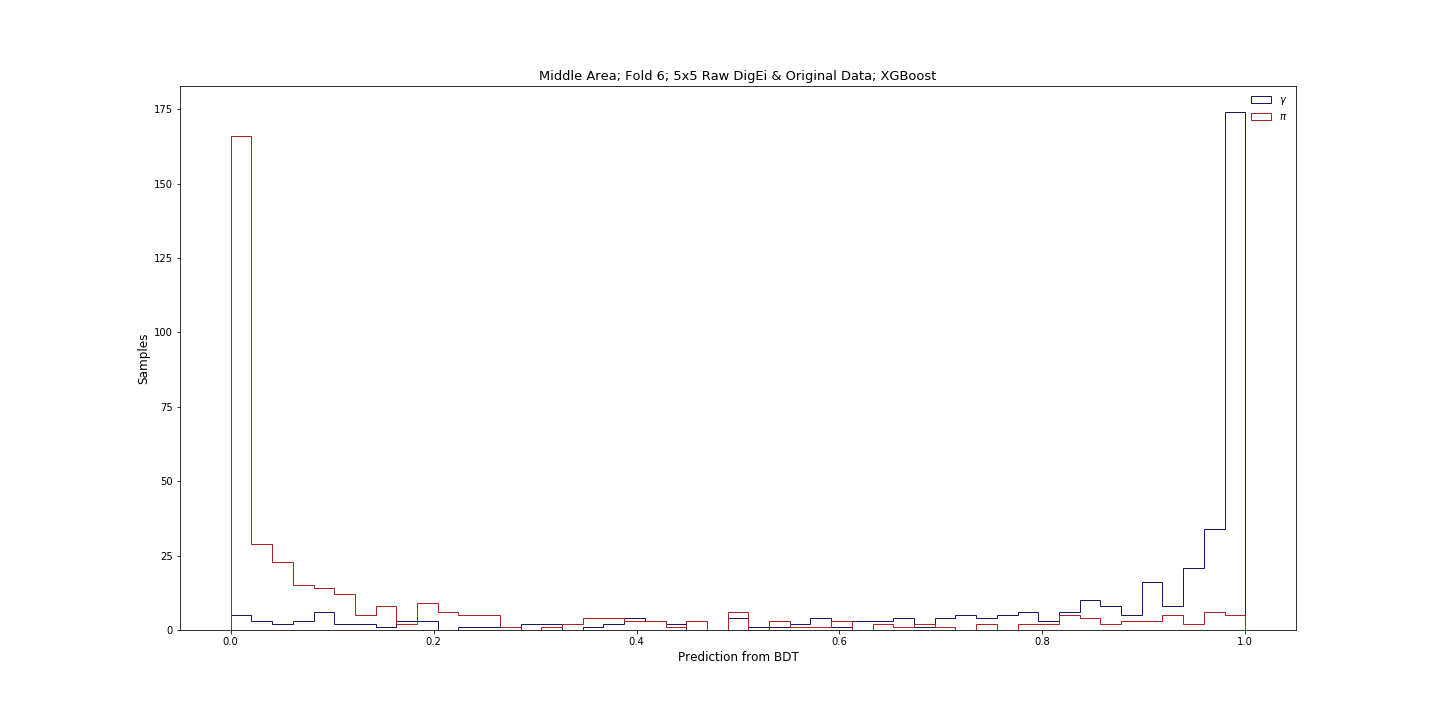 Middle Area; Fold 6; 5x5 Raw DigEi & Original Data; XGBoost
γ
π
175
150
125
100
75
50
25
0
Samples
0.0 0.2 0.4 0.6 0.8 1.0
Prediction from BDT